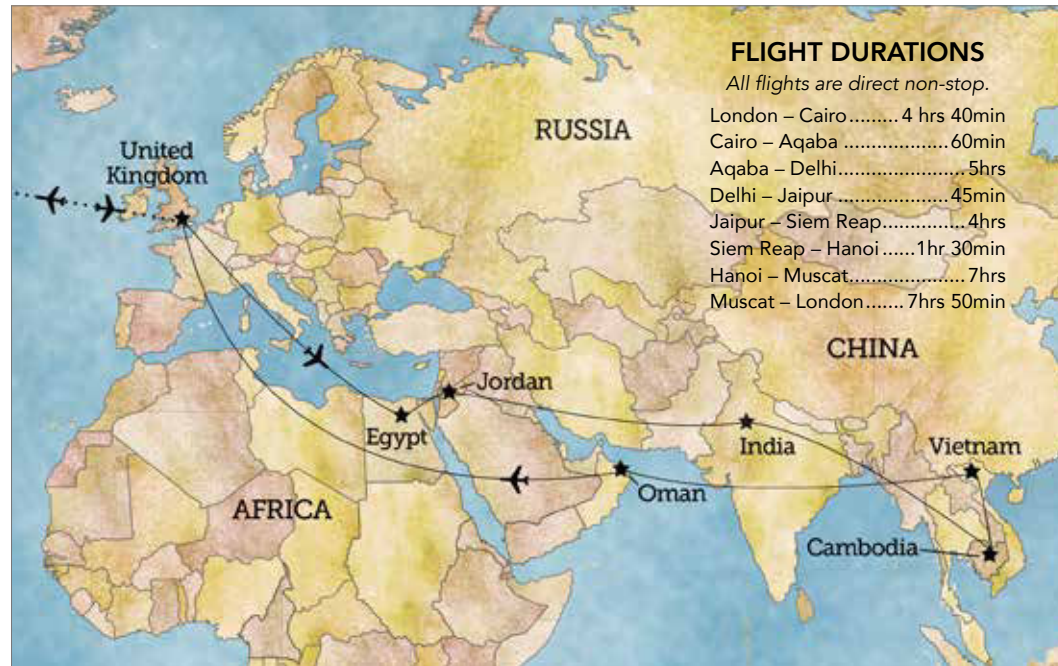 FLIGHT DURATIONS
All flights are direct non-stop.
London – Cairo......... 4 hrs 40min
Cairo – Aqaba ...................60min
Aqaba – Delhi.......................5hrs
Delhi – Jaipur ....................45min
Jaipur – Siem Reap...............4hrs
Siem Reap – Hanoi ......1hr 30min
Hanoi – Muscat.....................7hrs
Muscat – London....... 7hrs 50min
RUSSIA
United
Kingdom
CHINA
Jordan
Egypt
India
Vietnam
Oman
AFRICA
Cambodia